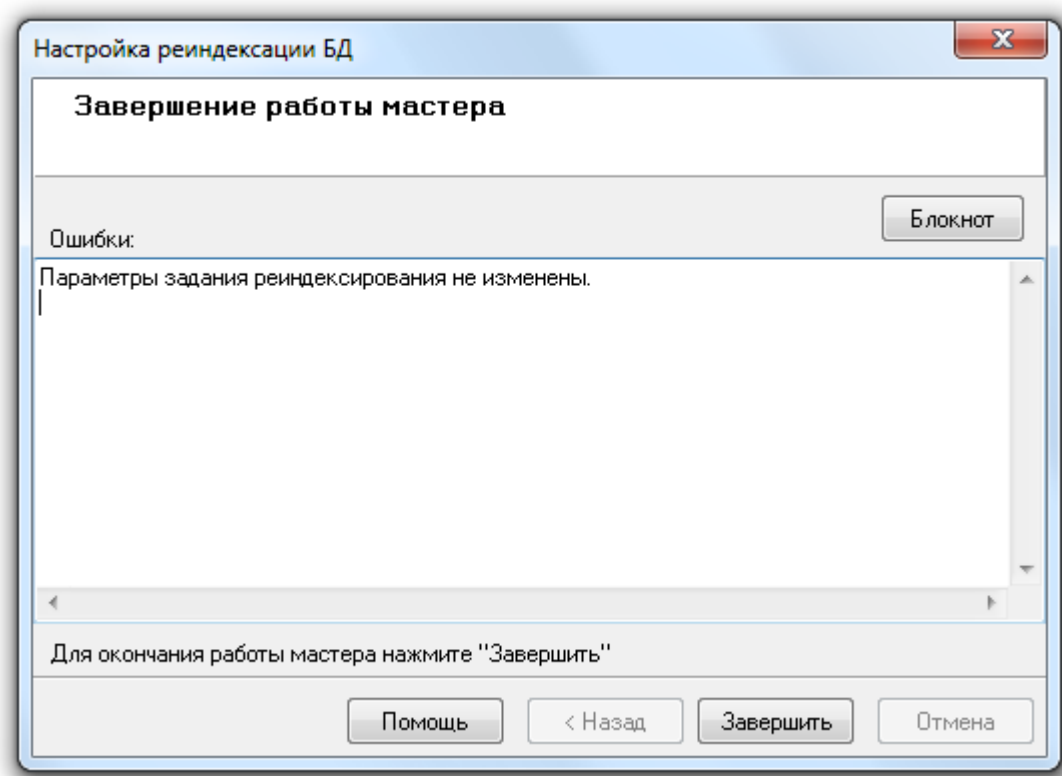 Настройка реиндексации БД
Завершение работы мастера
Блокнот
Ошибки:
Параметры задания реиндексирования не изменены.
Для окончания работы мастера нажмите "Завершить"
Помощь
< Назад
Завершить
Отмена